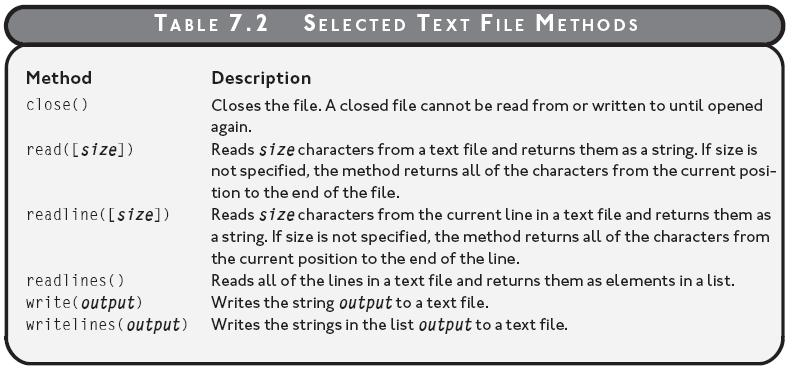 TABLE 7.2 SELECTED TEXT FILE METHODS
Method Description
close() Closes the file. A closed file cannot be read from or written to until opened
again.
read([size]) Reads size characters from a text file and returns them as a string. If size is
not specified, the method returns all of the characters from the current posi-
tion to the end of the file.
readline([size]) Reads size characters from the current line in a text file and returns them as
a string. If size is not specified, the method returns all of the characters from
the current position to the end of the line.
readlines() Reads all of the lines in a text file and returns them as elements in a list.
write(output) Writes the string output to a text file.
writelines(output) Writes the strings in the list output to a text file.